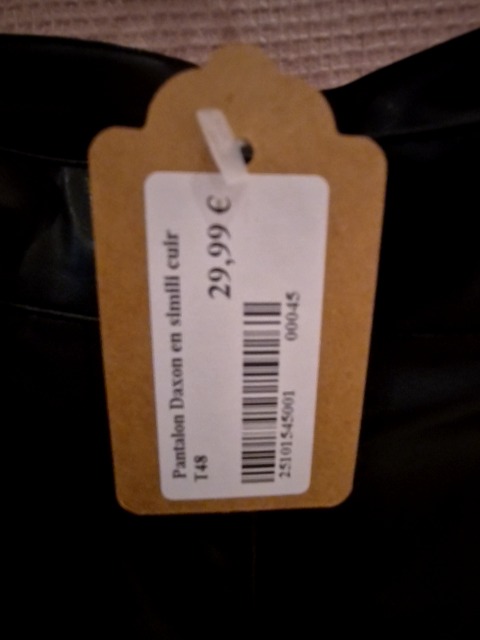 Pantalon Daxon en simili cuir
T48
29,99 €
00045
25101545001